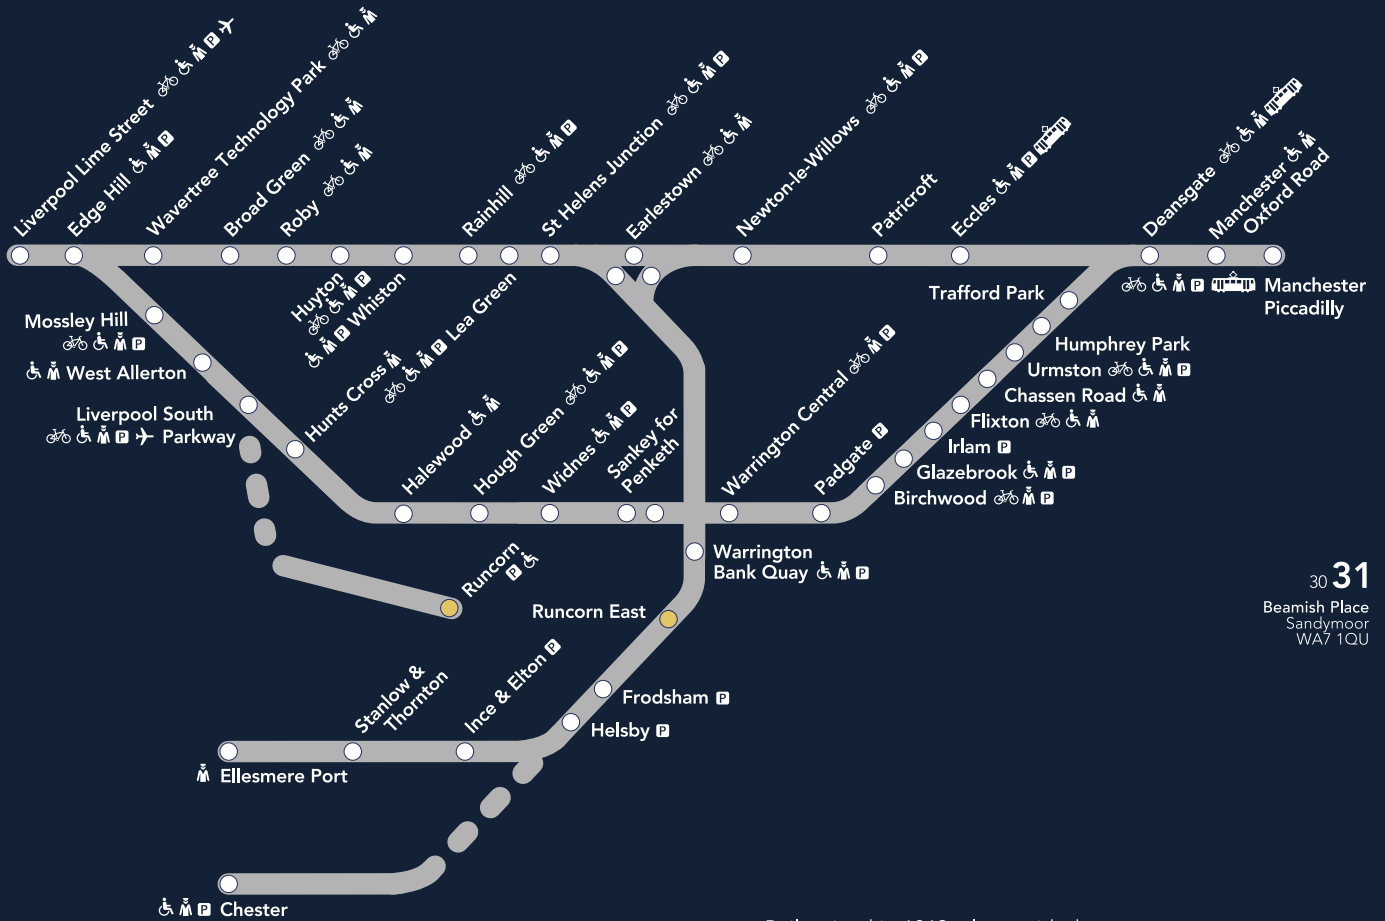 Liverpool Lime Street P
Edge Hill P
Wavertree Technology Park
Broad Green
Roby
Rainhill P
St Helens Junction P
Earlestown
Newton-le-Willows P
Patricroft
Eccles P
Deansgate
Manchester
Oxford Road
Huyton
P
P Whiston
P Lea Green
P Manchester
Piccadilly
Mossley Hill
P
West Allerton
Liverpool South
P Parkway
Hunts Cross
Halewood
Hough Green P
Widnes P
Sankey for
Penketh
Warrington Central P
Padgate P
Trafford Park
Humphrey Park
Urmston P
Chassen Road
Flixton
Irlam P
Glazebrook P
Birchwood P
Runcorn
P
Warrington
Bank Quay P
Runcorn East
Frodsham P
Helsby P
Stanlow &
Thornton
Ince & Elton P
Ellesmere Port
P Chester
30 31
Beamish Place
Sandymoor
WA7 1QU